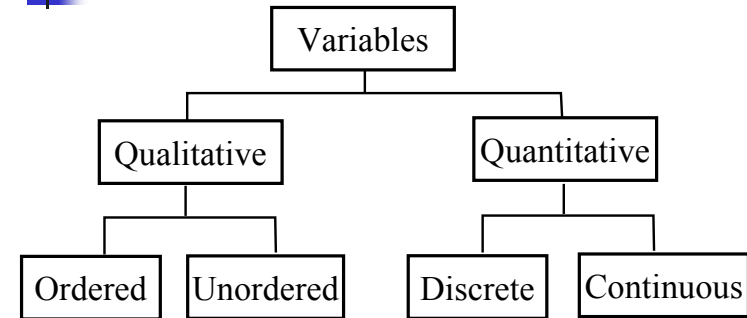 Variables
Qualitative
Quantitative
Ordered
Unordered
Discrete
Continuous